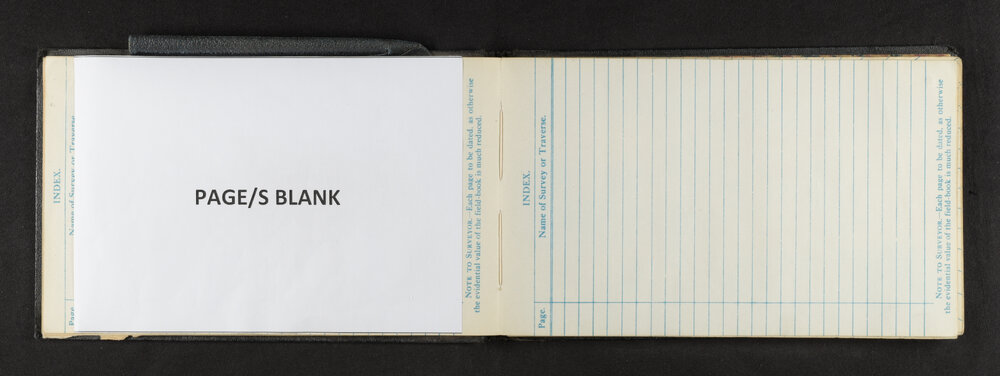 INDEX.
Page.
Name of Survey or Traverse.
PAGE/S BLANK
NOTE TO SURVEYOR.—Each page to be dated, as otherwise
the evidential value of the field-book is much reduced.
INDEX.
Page.
Name of Survey or Traverse.
NOTE TO SURVEYOR.—Each page to be dated, as otherwise
the evidential value of the field-book is much reduced.